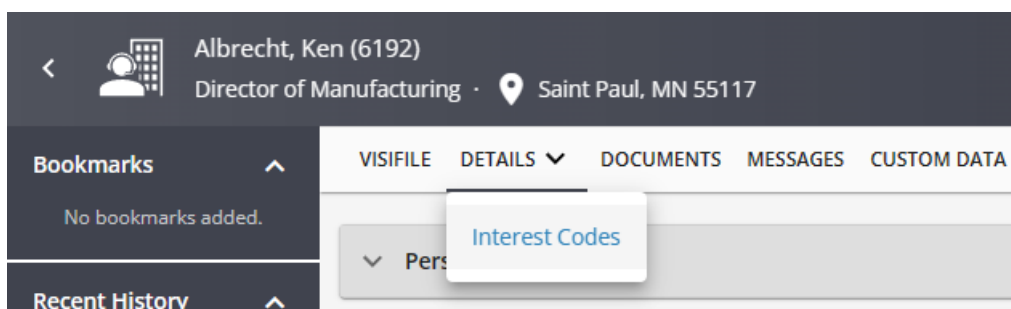 Albrecht, Ken (6192)
Director of Manufacturing · Saint Paul, MN 55117
Bookmarks
No bookmarks added.
Recent History
VISIFILE DETAILS DOCUMENTS MESSAGES CUSTOM DATA
Interest Codes
Pers